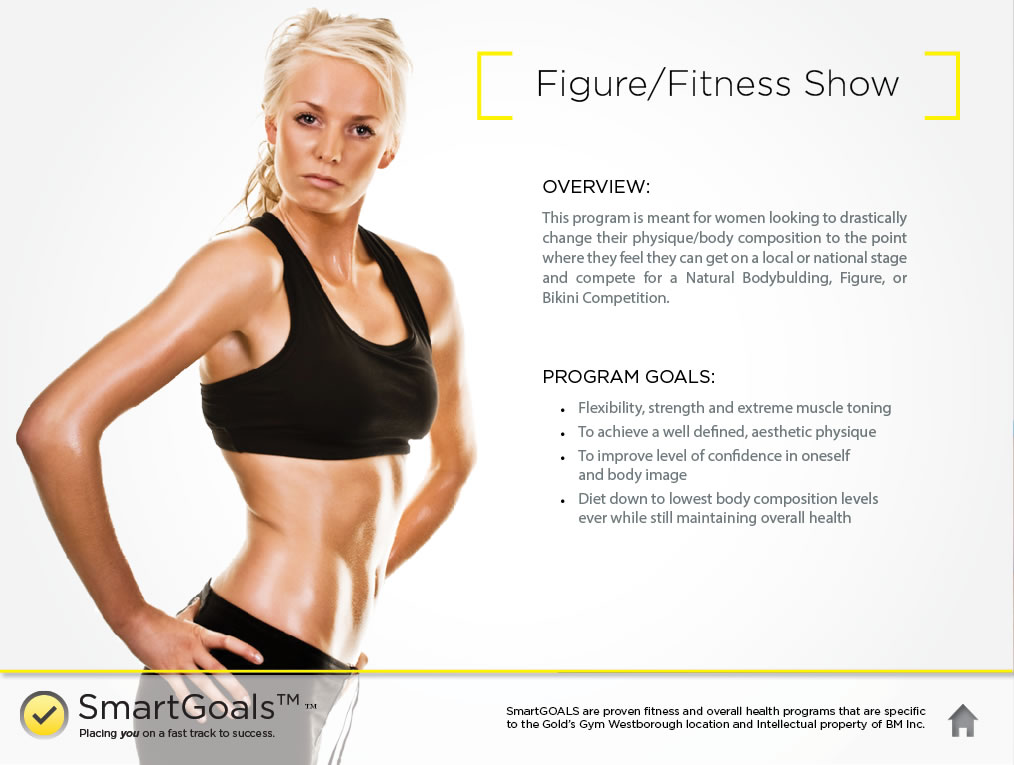 Figure/Fitness Show
OVERVIEW:
This program is meant for women looking to drastically
change their physique/body composition to the point
where they feel they can get on a local or national stage
and compete for a Natural Bodybulding, Figure, or
Bikini Competition.
PROGRAM GOALS:
• Flexibility, strength and extreme muscle toning
• To achieve a well defined, aesthetic physique
• To improve level of confidence in oneself
and body image
• Diet down to lowest body composition levels
ever while still maintaining overall health
SmartGoals™ ™
Placing you on a fast track to success.
SmartGOALS are proven fitness and overall health programs that are specific
to the Gold's Gym Westborough location and Intellectual property of BM Inc.